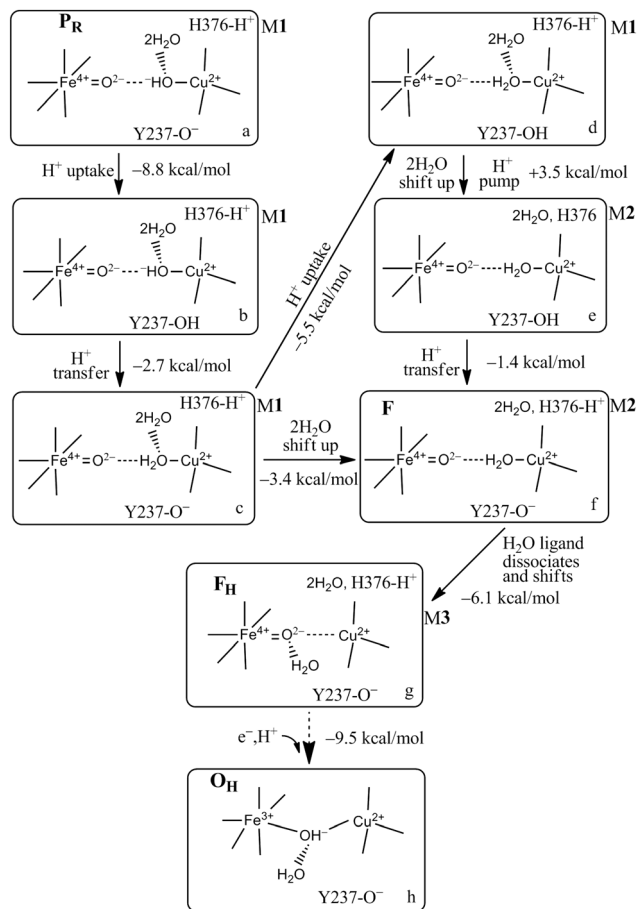 P_R
H376-H⁺ M1
2H₂O
Fe⁴⁺=O²⁻ ⁻HO Cu²⁺
Y237-O⁻ a
H⁺ uptake −8.8 kcal/mol
H376-H⁺ M1
2H₂O
Fe⁴⁺=O²⁻ ⁻HO Cu²⁺
Y237-OH b
H⁺
transfer −2.7 kcal/mol
H376-H⁺ M1
2H₂O
Fe⁴⁺=O²⁻ H₂O Cu²⁺
Y237-O⁻ c
H⁺ uptake
−5.5 kcal/mol
2H₂O
shift up
−3.4 kcal/mol
H376-H⁺ M1
2H₂O
Fe⁴⁺=O²⁻ H₂O Cu²⁺
Y237-OH d
2H₂O
shift up
H⁺
pump
+3.5 kcal/mol
2H₂O, H376 M2
Fe⁴⁺=O²⁻ H₂O Cu²⁺
Y237-OH e
H⁺
transfer −1.4 kcal/mol
F
2H₂O, H376-H⁺ M2
Fe⁴⁺=O²⁻ H₂O Cu²⁺
Y237-O⁻ f
H₂O ligand
dissociates
and shifts
−6.1 kcal/mol
F_H
2H₂O, H376-H⁺
M3
Fe⁴⁺=O²⁻ Cu²⁺
H₂O
Y237-O⁻ g
e⁻,H⁺ −9.5 kcal/mol
O_H
Fe³⁺ OH⁻ Cu²⁺
H₂O
Y237-O⁻ h